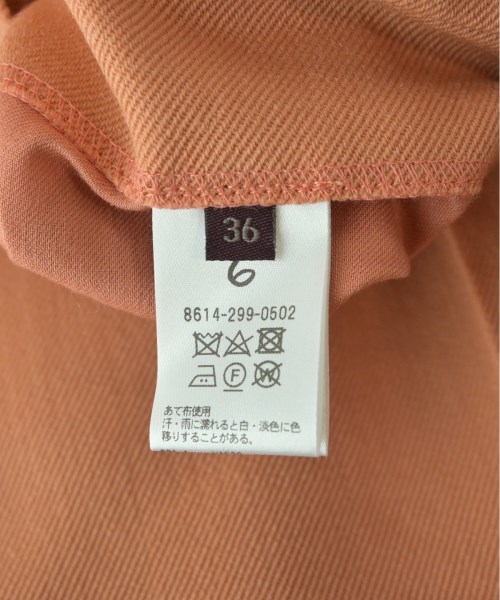 36
6
8614-299-0502
F
W
あて布使用
汗・雨に濡れると白・淡色に色
移りすることがある。